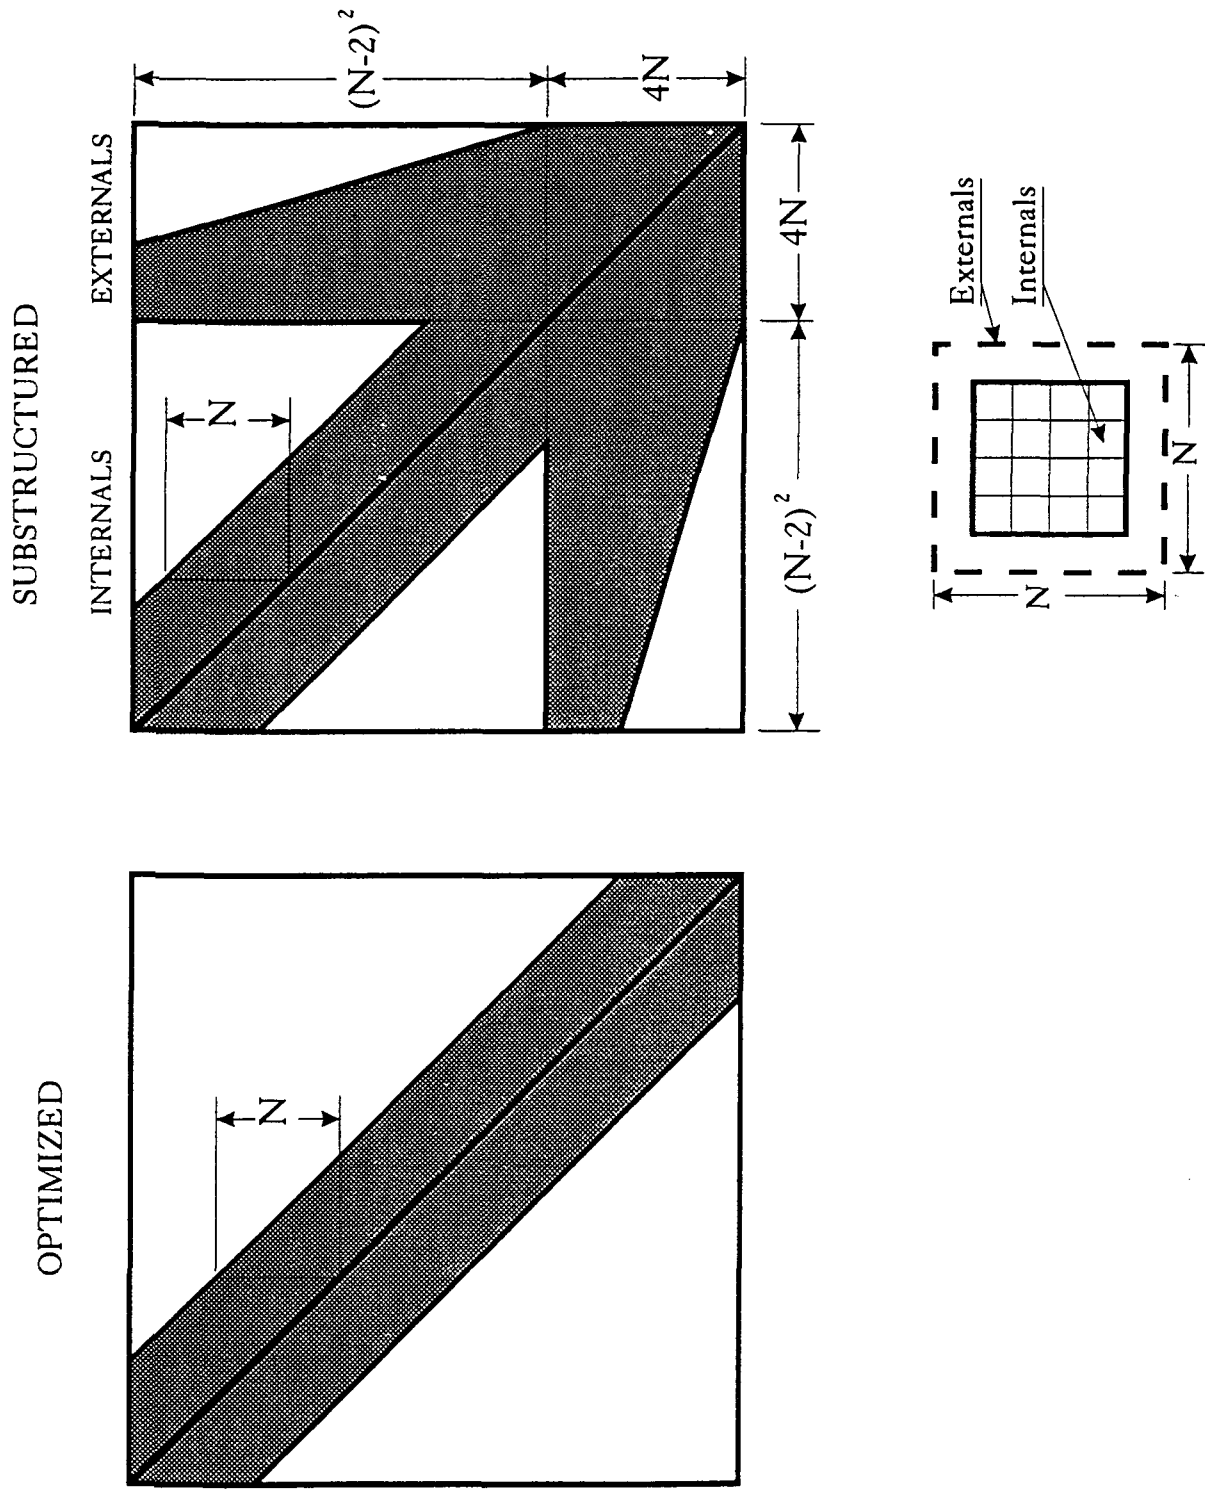 OPTIMIZED
N
SUBSTRUCTURED
INTERNALS
EXTERNALS
N
(N-2)²
4N
(N-2)²
4N
Externals
Internals
N
N